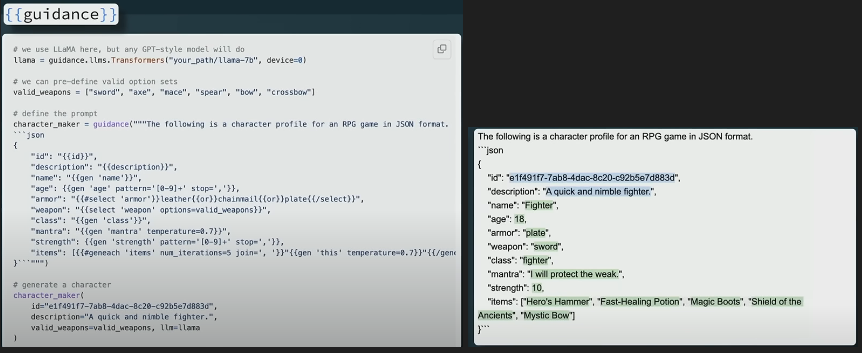 {{guidance}}
# we use LLaMA here, but any GPT-style model will do
llama = guidance.llms.Transformers("your_path/llama-7b", device=0)
# we can pre-define valid option sets
valid_weapons = ["sword", "axe", "mace", "spear", "bow", "crossbow"]
# define the prompt
character_maker = guidance("""The following is a character profile for an RPG game in JSON format.
```json
{
"id": "{{id}}",
"description": "{{description}}",
"name": "{{gen 'name'}}",
"age": {{gen 'age' pattern='[0-9]+' stop=','}},
"armor": "{{#select 'armor'}}leather{{or}}chainmail{{or}}plate{{/select}}",
"weapon": "{{select 'weapon' options=valid_weapons}}",
"class": "{{gen 'class'}}",
"mantra": "{{gen 'mantra' temperature=0.7}}",
"strength": {{gen 'strength' pattern='[0-9]+' stop=','}},
"items": [{{#geneach 'items' num_iterations=5 join=', '}}"{{gen 'this' temperature=0.7}}"{{/gene
}```""")
# generate a character
character_maker(
id="e1f491f7-7ab8-4dac-8c20-c92b5e7d883d",
description="A quick and nimble fighter.",
valid_weapons=valid_weapons, llm=llama
)
The following is a character profile for an RPG game in JSON format.
```json
{
"id": "e1f491f7-7ab8-4dac-8c20-c92b5e7d883d",
"description": "A quick and nimble fighter.",
"name": "Fighter",
"age": 18,
"armor": "plate",
"weapon": "sword",
"class": "fighter",
"mantra": "I will protect the weak.",
"strength": 10,
"items": ["Hero's Hammer", "Fast-Healing Potion", "Magic Boots", "Shield of the
Ancients", "Mystic Bow"]
}```